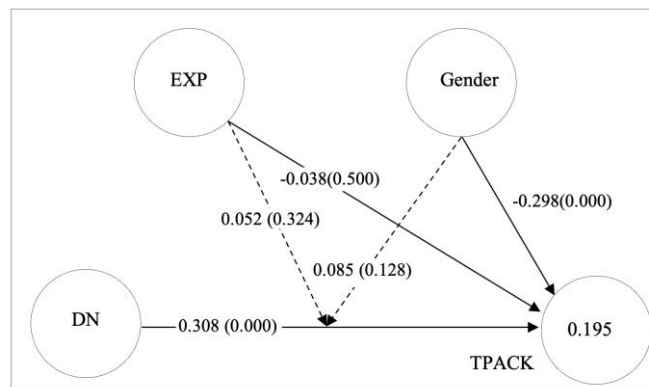 EXP
Gender
-0.038(0.500)
-0.298(0.000)
0.052 (0.324)
0.085 (0.128)
DN
0.308 (0.000)
0.195
TPACK